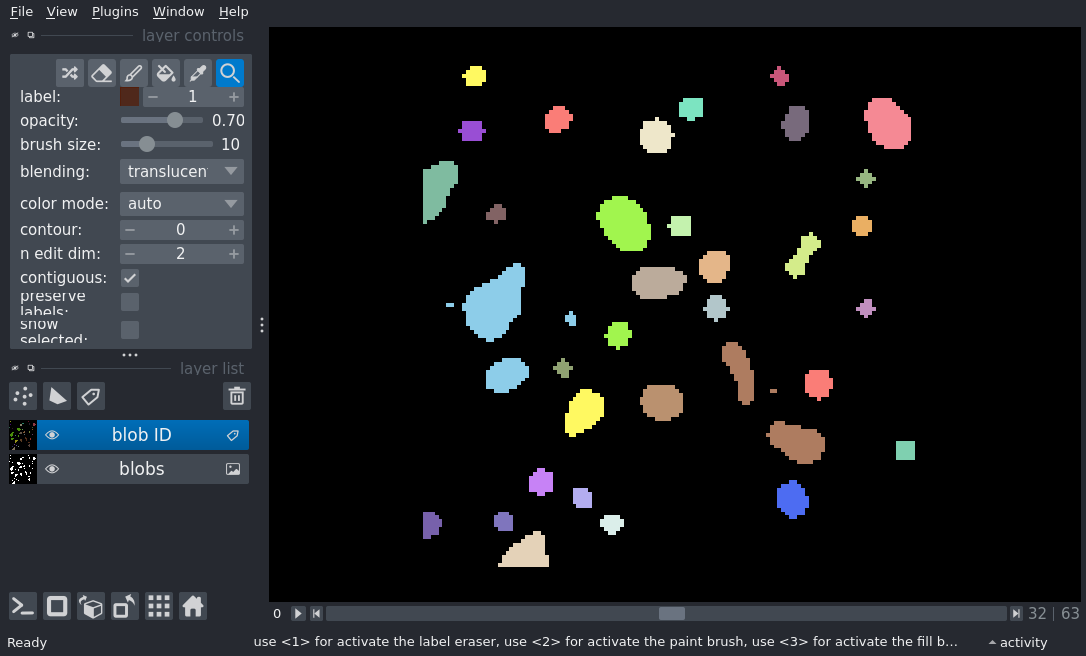 File View Plugins Window Help
layer controls
label: 1
opacity: 0.70
brush size: 10
blending: translucen
color mode: auto
contour: 0
n edit dim: 2
contiguous:
preserve
labels:
show
selected:
layer list
blob ID
blobs
0 32 63
Ready use <1> for activate the label eraser, use <2> for activate the paint brush, use <3> for activate the fill b... activity